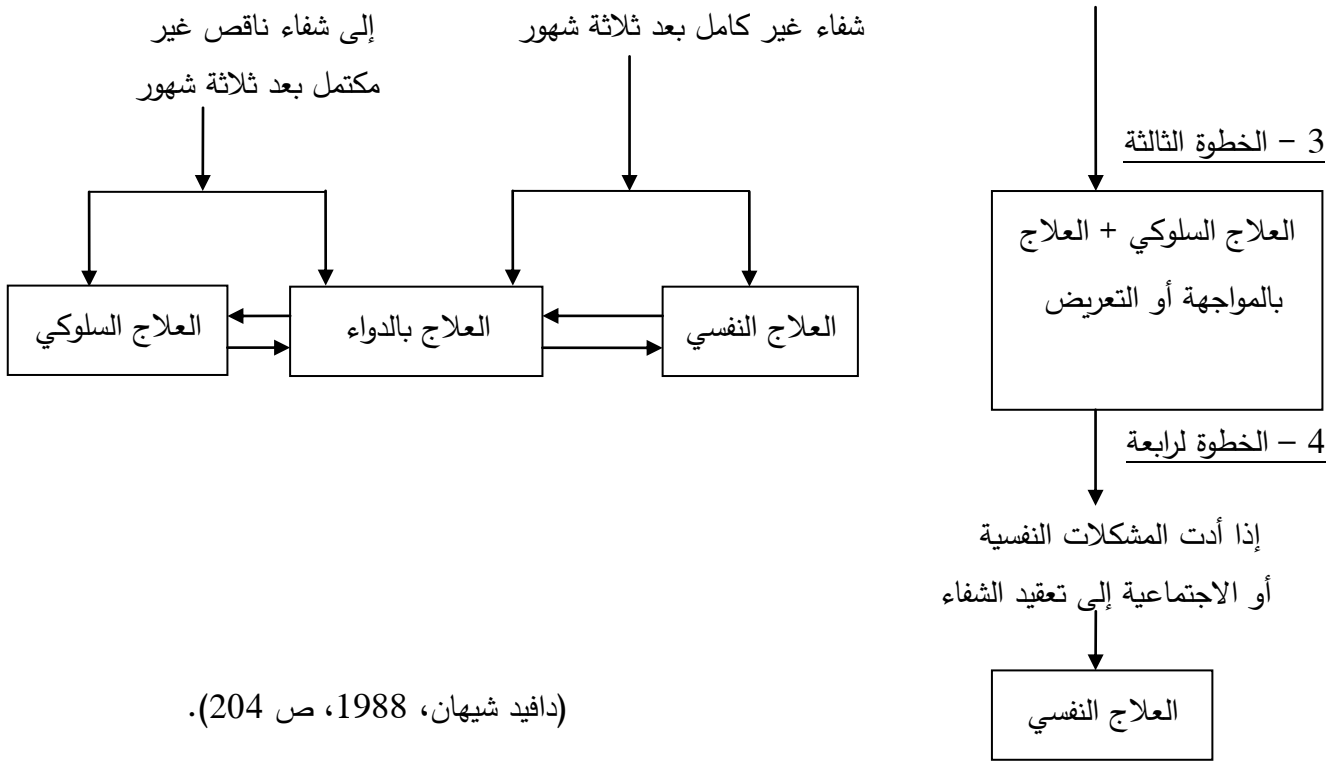 شفاء غير كامل بعد ثلاثة شهور
إلى شفاء ناقص غير
مكتمل بعد ثلاثة شهور
3 – الخطوة الثالثة
العلاج السلوكي + العلاج
بالمواجهة أو التعريض
العلاج النفسي
العلاج بالدواء
العلاج السلوكي
4 – الخطوة لرابعة
إذا أدت المشكلات النفسية
أو الاجتماعية إلى تعقيد الشفاء
العلاج النفسي
(دافيد شيهان، 1988، ص 204).